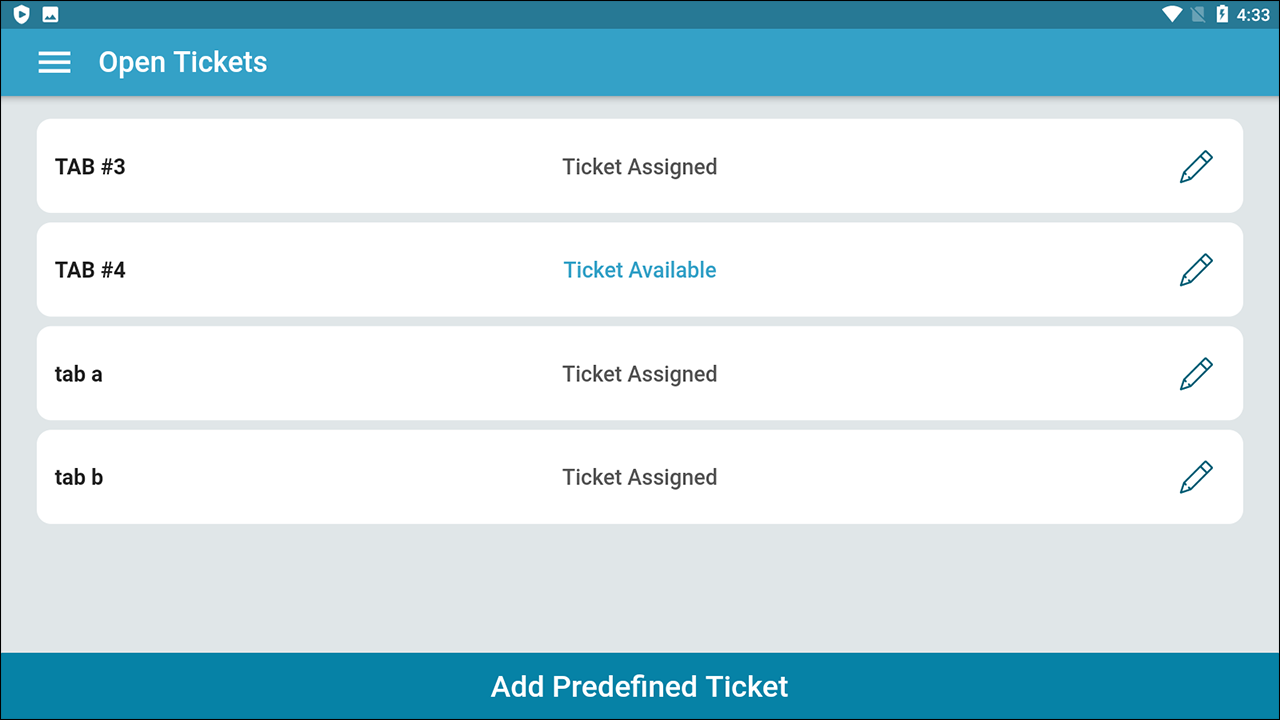 4:33
Open Tickets
TAB #3 Ticket Assigned
TAB #4 Ticket Available
tab a Ticket Assigned
tab b Ticket Assigned
Add Predefined Ticket